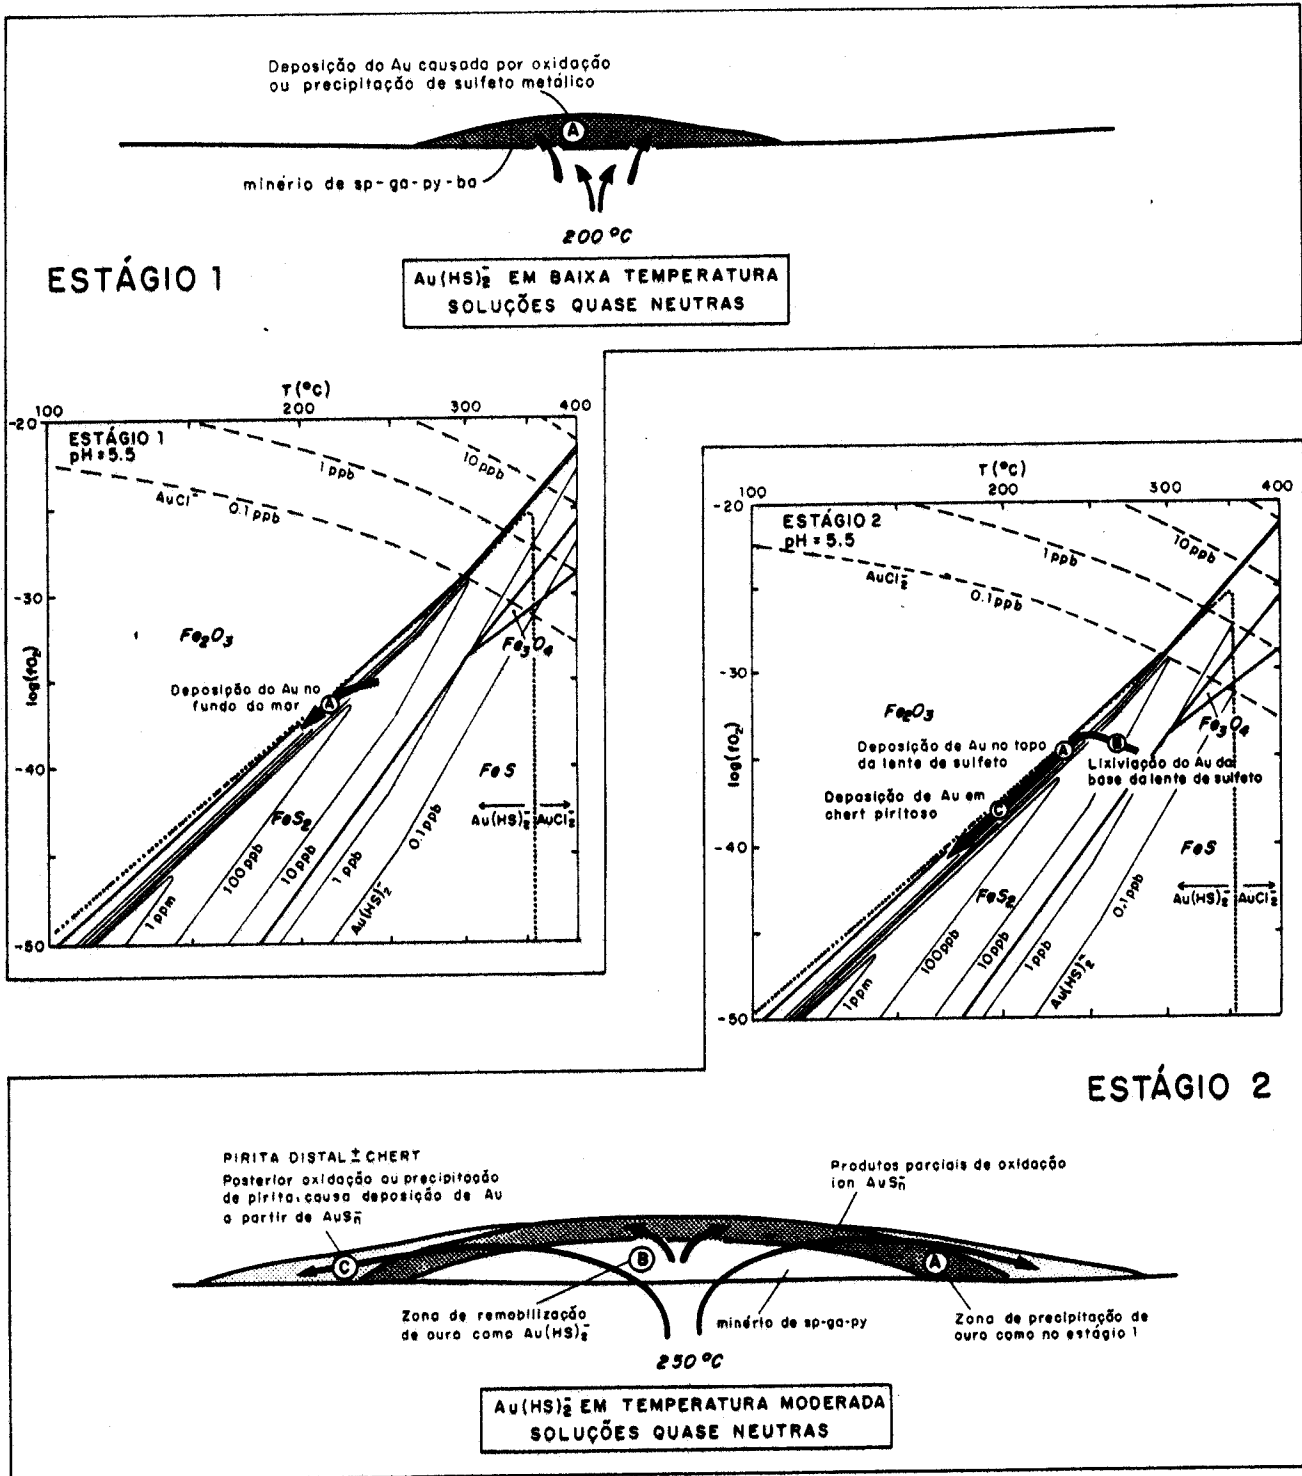 Deposição do Au causada por oxidação
ou precipitação de sulfeto metálico
A
minério de sp-ga-py-ba
200 °C
ESTÁGIO 1
Au(HS)₂⁻ EM BAIXA TEMPERATURA
SOLUÇÕES QUASE NEUTRAS
T (°C)
100
200
300
400
-20
ESTÁGIO 1
pH = 5.5
1 ppb
10 ppb
AuCl⁻
0.1 ppb
-30
Fe₂O₃
Fe₃O₄
log(fO₂)
Deposição do Au no
fundo do mar
A
-40
FeS
Au(HS)₂⁻
AuCl₂⁻
FeS₂
0.1 ppb
100 ppb
10 ppb
1 ppb
1 ppm
Au(HS)₂⁻
-50
T (°C)
100
200
300
400
-20
ESTÁGIO 2
pH = 5.5
1 ppb
10 ppb
AuCl₂⁻
0.1 ppb
-30
Fe₂O₃
Fe₃O₄
log(fO₂)
Deposição de Au no topo
da lente de sulfeto
A
B
Lixiviação do Au da
base da lente de sulfeto
Deposição de Au em
chert piritoso
C
-40
FeS
Au(HS)₂⁻
AuCl₂⁻
FeS₂
0.1 ppb
100 ppb
10 ppb
1 ppb
1 ppm
Au(HS)₂⁻
-50
ESTÁGIO 2
PIRITA DISTAL ± CHERT
Posterior oxidação ou precipitação
de pirita, causa deposição de Au
a partir de AuSₙ⁻
Produtos parciais de oxidação
ion AuSₙ⁻
C
B
A
Zona de remobilização
de ouro como Au(HS)₂⁻
minério de sp-ga-py
Zona de precipitação de
ouro como no estágio 1
250 °C
Au(HS)₂⁻ EM TEMPERATURA MODERADA
SOLUÇÕES QUASE NEUTRAS